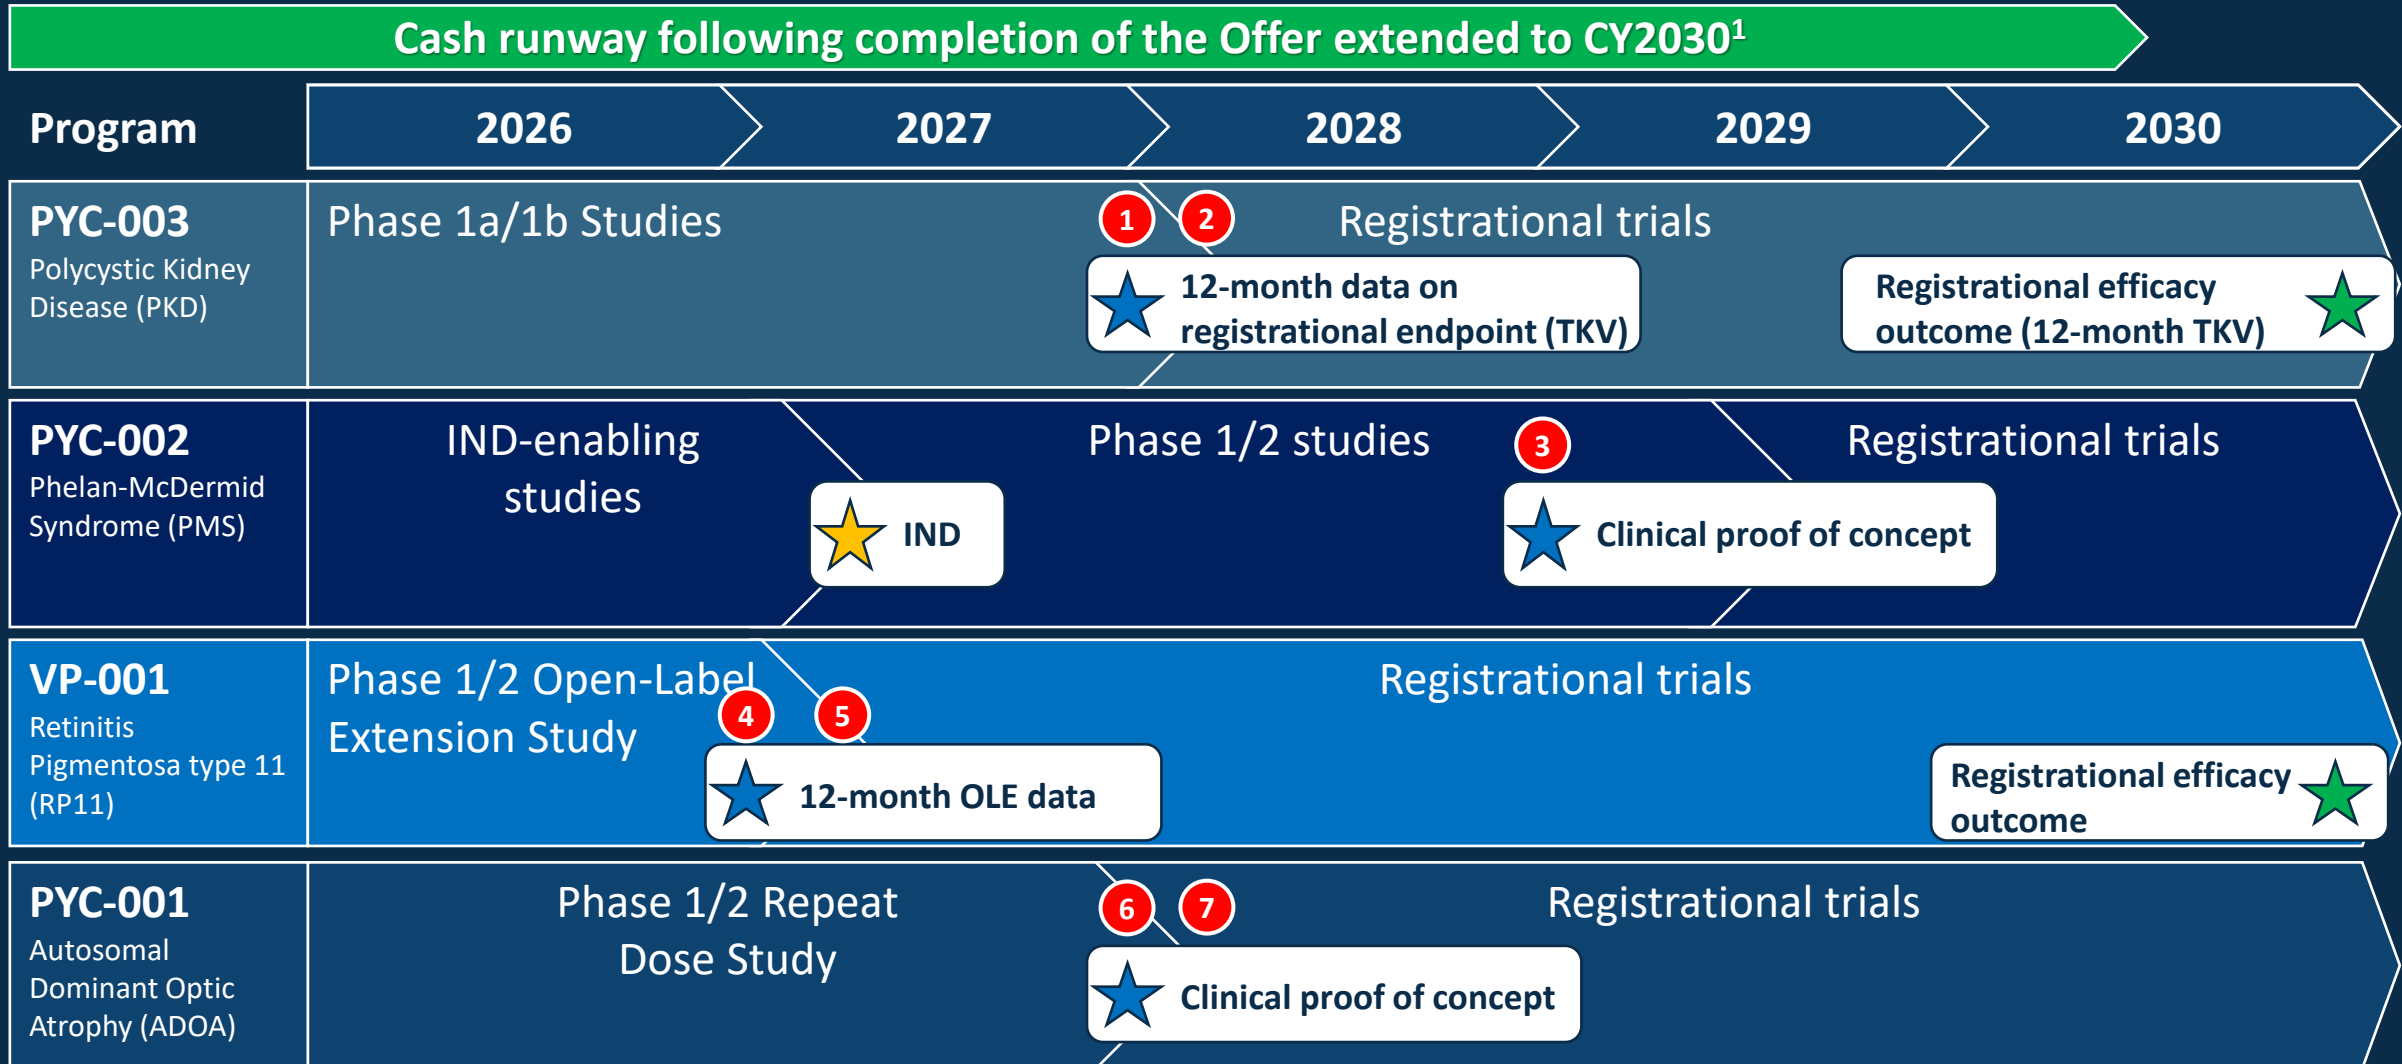 Cash runway following completion of the Offer extended to CY2030¹
Program
2026
2027
2028
2029
2030
PYC-003
Polycystic Kidney
Disease (PKD)
Phase 1a/1b Studies
1
2
Registrational trials
12-month data on
registrational endpoint (TKV)
Registrational efficacy
outcome (12-month TKV)
PYC-002
Phelan-McDermid
Syndrome (PMS)
IND-enabling
studies
IND
Phase 1/2 studies
3
Clinical proof of concept
Registrational trials
VP-001
Retinitis
Pigmentosa type 11
(RP11)
Phase 1/2 Open-Label
Extension Study
4
5
12-month OLE data
Registrational trials
Registrational efficacy
outcome
PYC-001
Autosomal
Dominant Optic
Atrophy (ADOA)
Phase 1/2 Repeat
Dose Study
6
7
Clinical proof of concept
Registrational trials